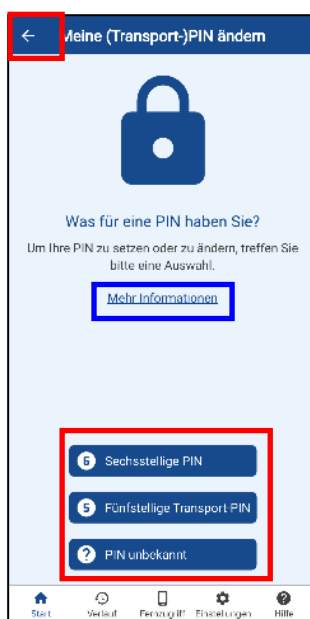 Meine (Transport-)PIN ändern
Was für eine PIN haben Sie?
Um Ihre PIN zu setzen oder zu ändern, treffen Sie
bitte eine Auswahl.
Mehr Informationen
6 Sechsstellige PIN
5 Fünfstellige Transport-PIN
? PIN unbekannt
Start Verlauf Fernzugriff Einstellungen Hilfe